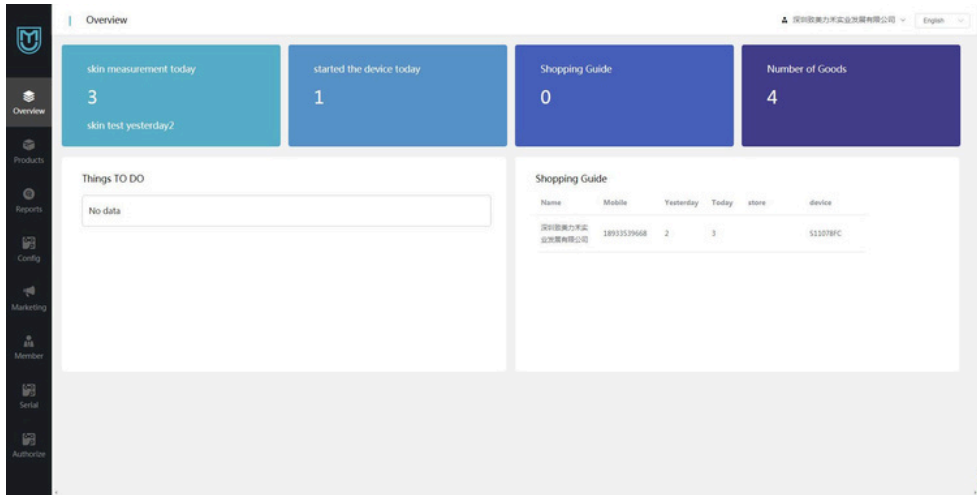 Overview
深圳致美力禾实业发展有限公司
English
skin measurement today
3
skin test yesterday2
started the device today
1
Shopping Guide
0
Number of Goods
4
Overview
Products
Reports
Config
Marketing
Member
Serial
Authorize
Things TO DO
No data
Shopping Guide
Name Mobile Yesterday Today store device
深圳致美力禾实
业发展有限公司
18933539668 2 3 S11078FC